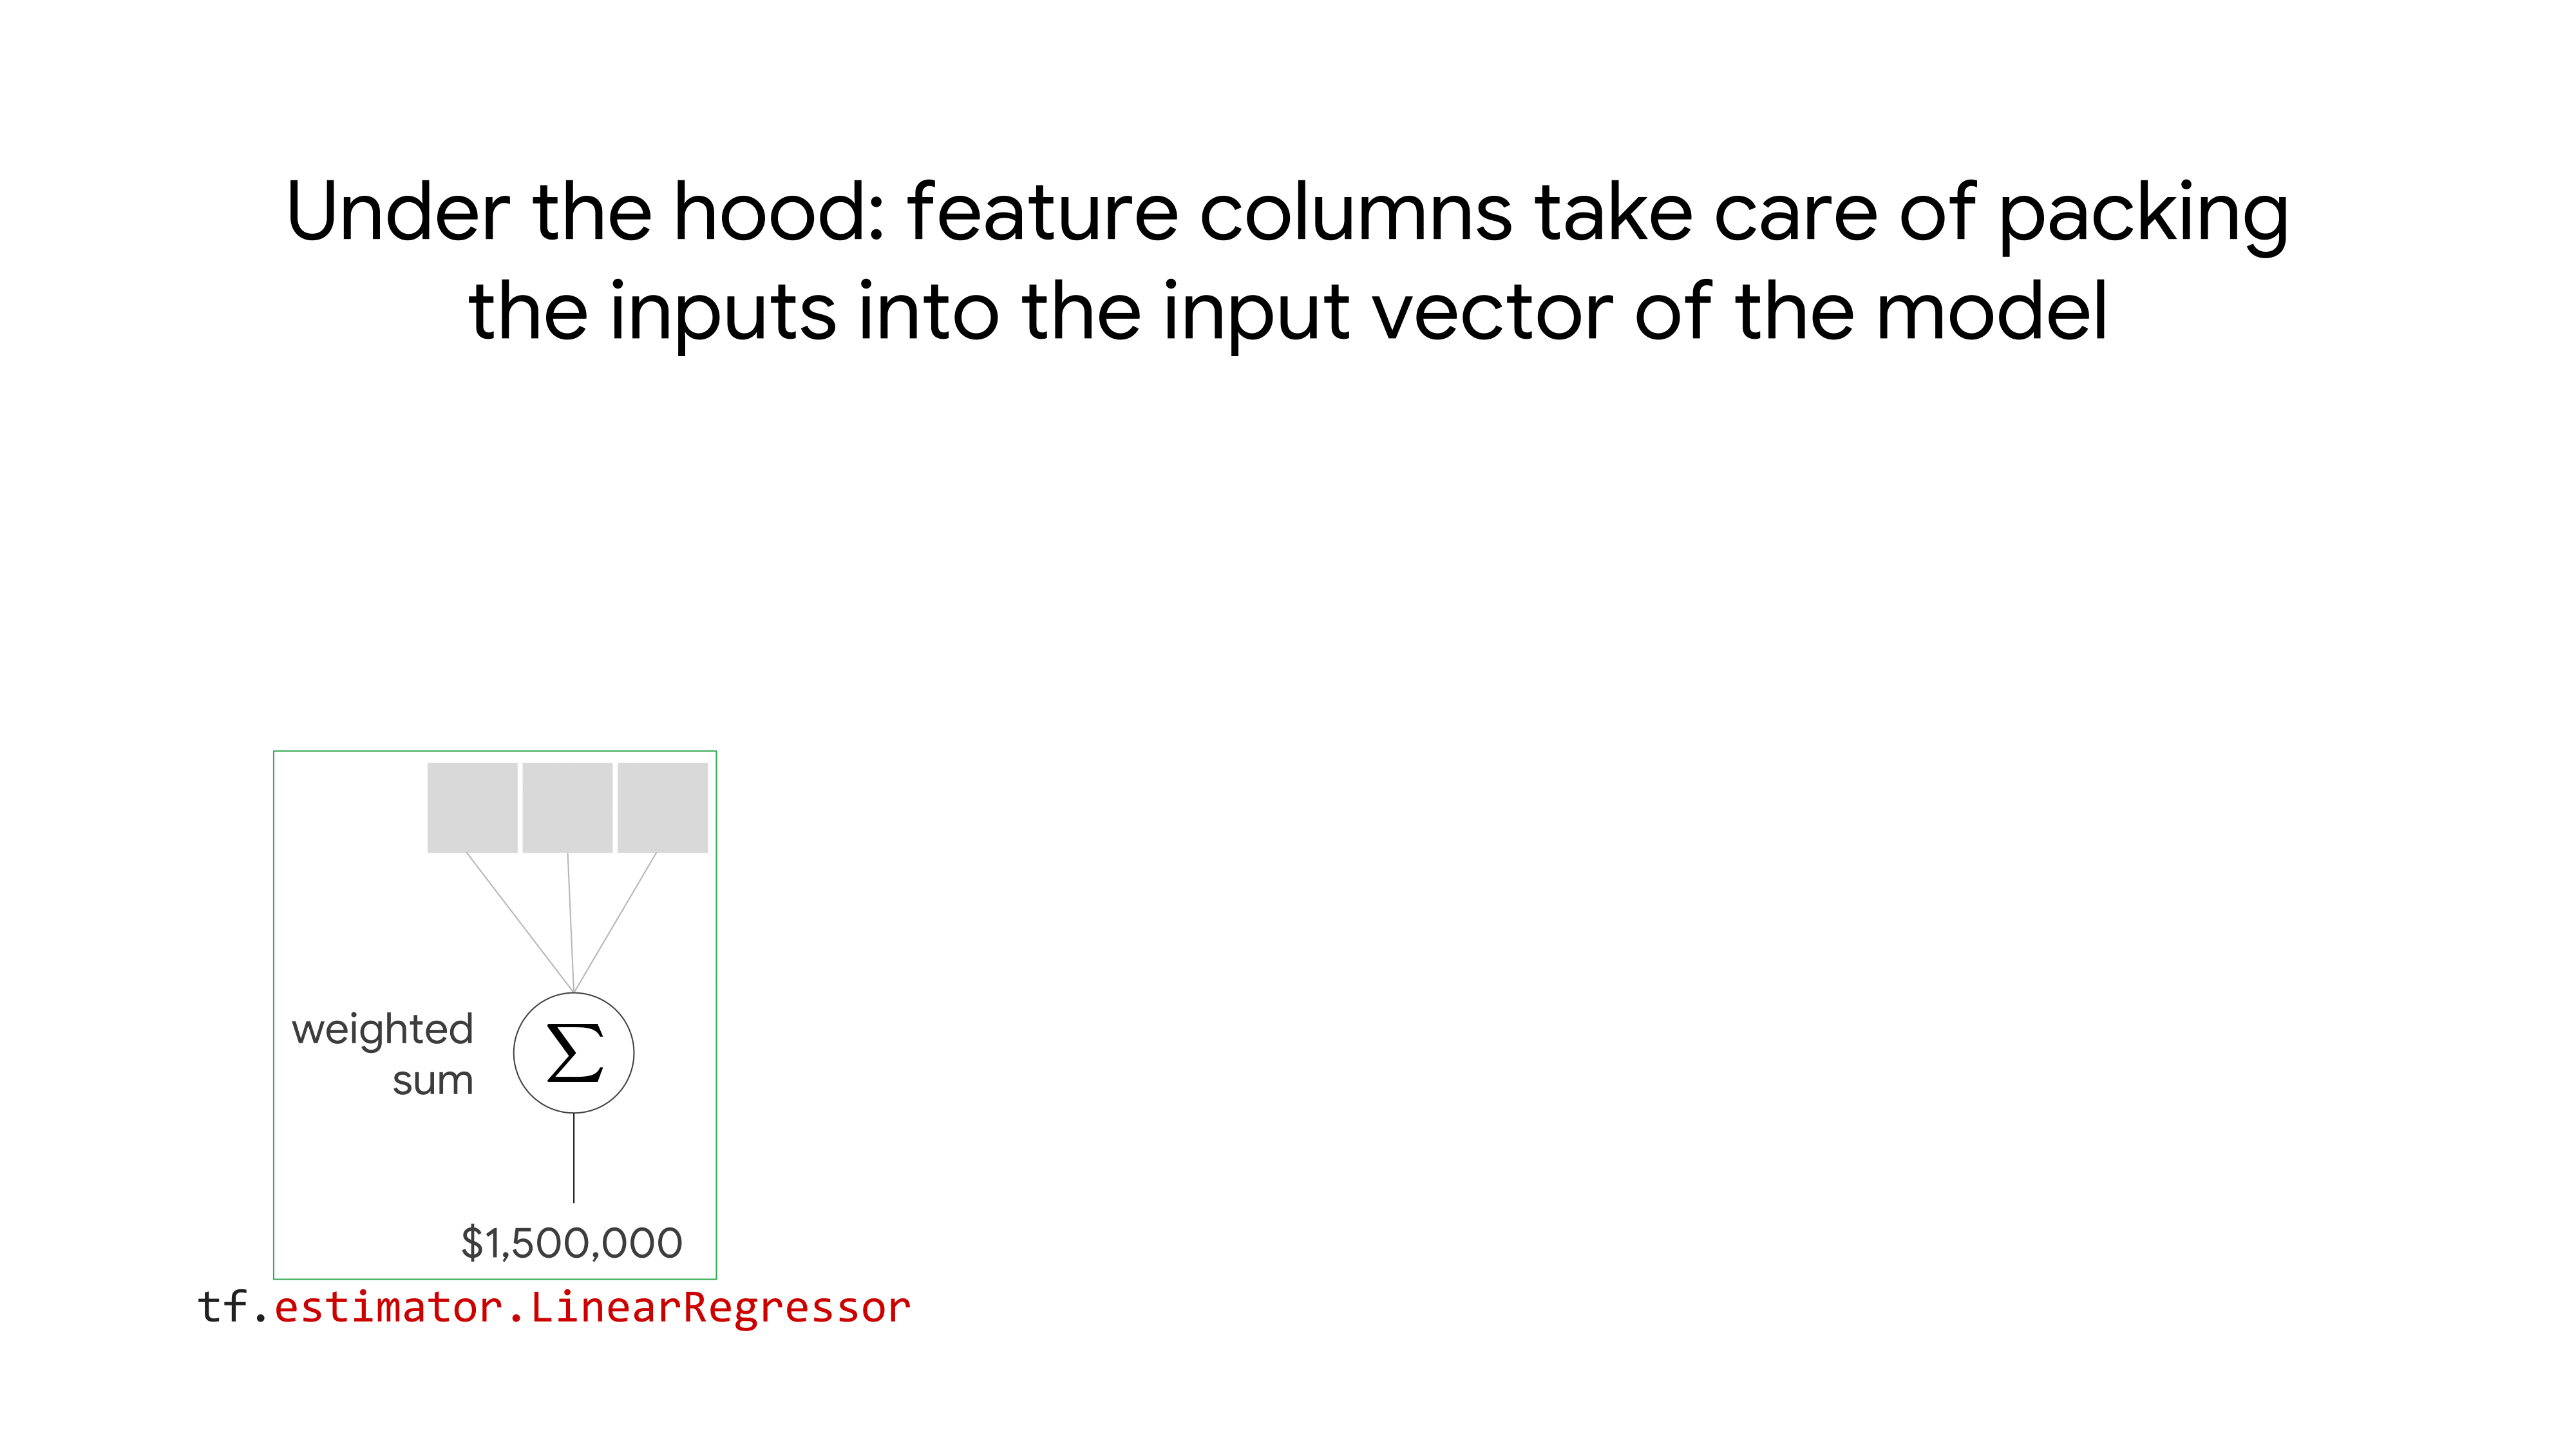 Under the hood: feature columns take care of packing
the inputs into the input vector of the model
weighted
sum
Σ
$1,500,000
tf.estimator.LinearRegressor